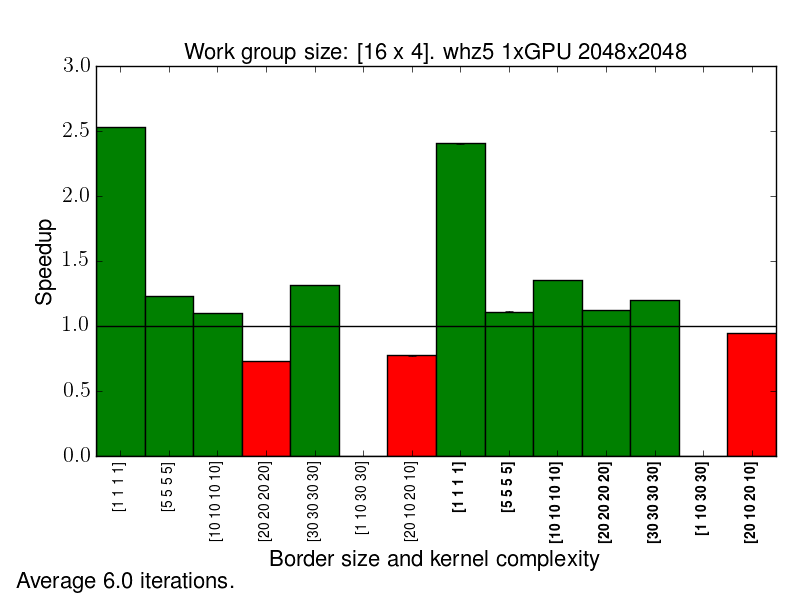 Work group size: [16 x 4]. whz5 1xGPU 2048x2048
3.0
2.5
2.0
1.5
1.0
0.5
0.0
Speedup
[1 1 1 1]
[5 5 5 5]
[10 10 10 10]
[20 20 20 20]
[30 30 30 30]
[1 10 30 30]
[20 10 20 10]
[1 1 1 1]
[5 5 5 5]
[10 10 10 10]
[20 20 20 20]
[30 30 30 30]
[1 10 30 30]
[20 10 20 10]
Border size and kernel complexity
Average 6.0 iterations.